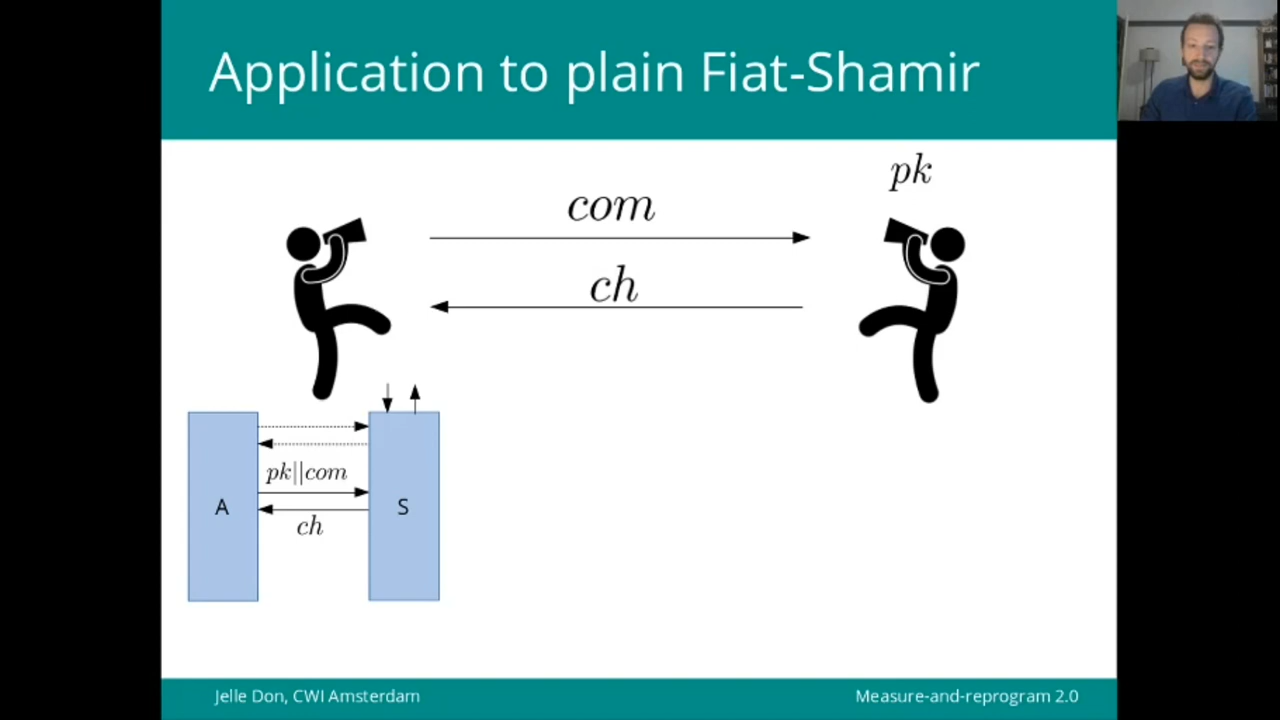 Application to plain Fiat-Shamir
pk
com
ch
pk||com
A
S
ch
Jelle Don, CWI Amsterdam
Measure-and-reprogram 2.0